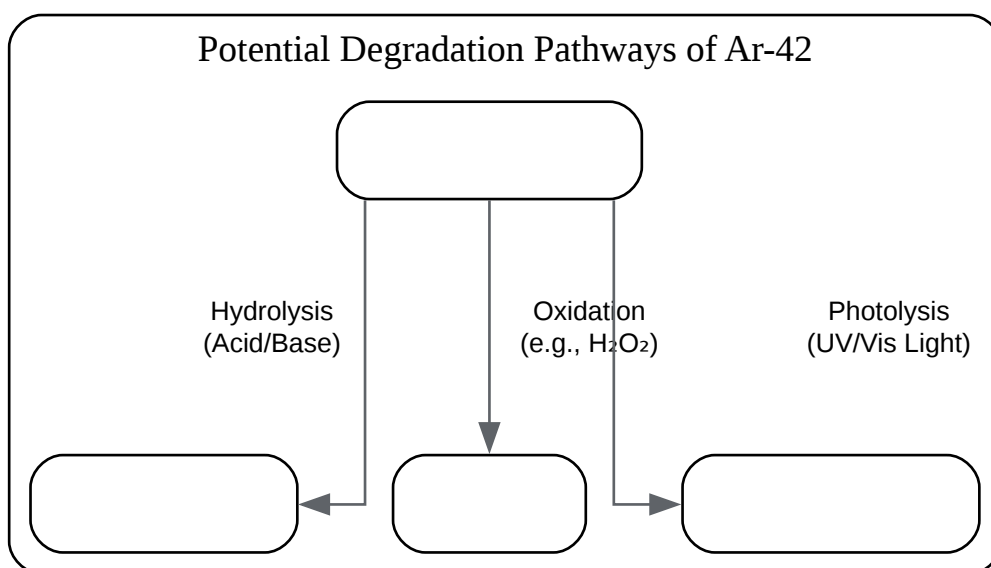 Potential Degradation Pathways of Ar-42
Hydrolysis
(Acid/Base)
Oxidation
(e.g., H₂O₂)
Photolysis
(UV/Vis Light)